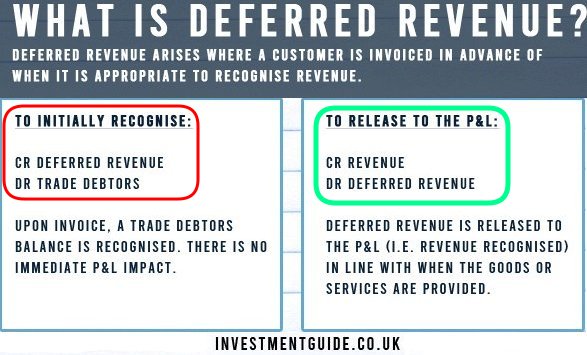 WHAT IS DEFERRED REVENUE?
DEFERRED REVENUE ARISES WHERE A CUSTOMER IS INVOICED IN ADVANCE OF
WHEN IT IS APPROPRIATE TO RECOGNISE REVENUE.
TO INITIALLY RECOGNISE:
CR DEFERRED REVENUE
DR TRADE DEBTORS
UPON INVOICE, A TRADE DEBTORS
BALANCE IS RECOGNISED. THERE IS NO
IMMEDIATE P&L IMPACT.
TO RELEASE TO THE P&L:
CR REVENUE
DR DEFERRED REVENUE
DEFERRED REVENUE IS RELEASED TO
THE P&L (I.E. REVENUE RECOGNISED)
IN LINE WITH WHEN THE GOODS OR
SERVICES ARE PROVIDED.
INVESTMENTGUIDE.CO.UK